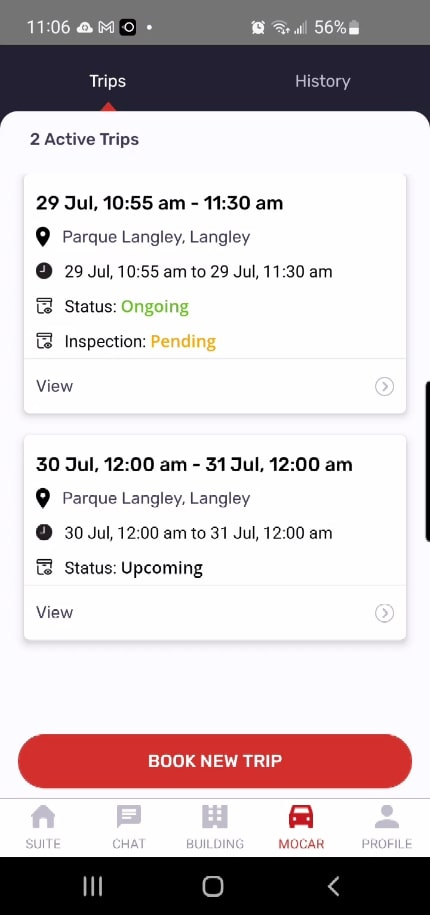 11:06 56%
Trips History
2 Active Trips
29 Jul, 10:55 am - 11:30 am
Parque Langley, Langley
29 Jul, 10:55 am to 29 Jul, 11:30 am
Status: Ongoing
Inspection: Pending
View
30 Jul, 12:00 am - 31 Jul, 12:00 am
Parque Langley, Langley
30 Jul, 12:00 am to 31 Jul, 12:00 am
Status: Upcoming
View
BOOK NEW TRIP
SUITE CHAT BUILDING MOCAR PROFILE